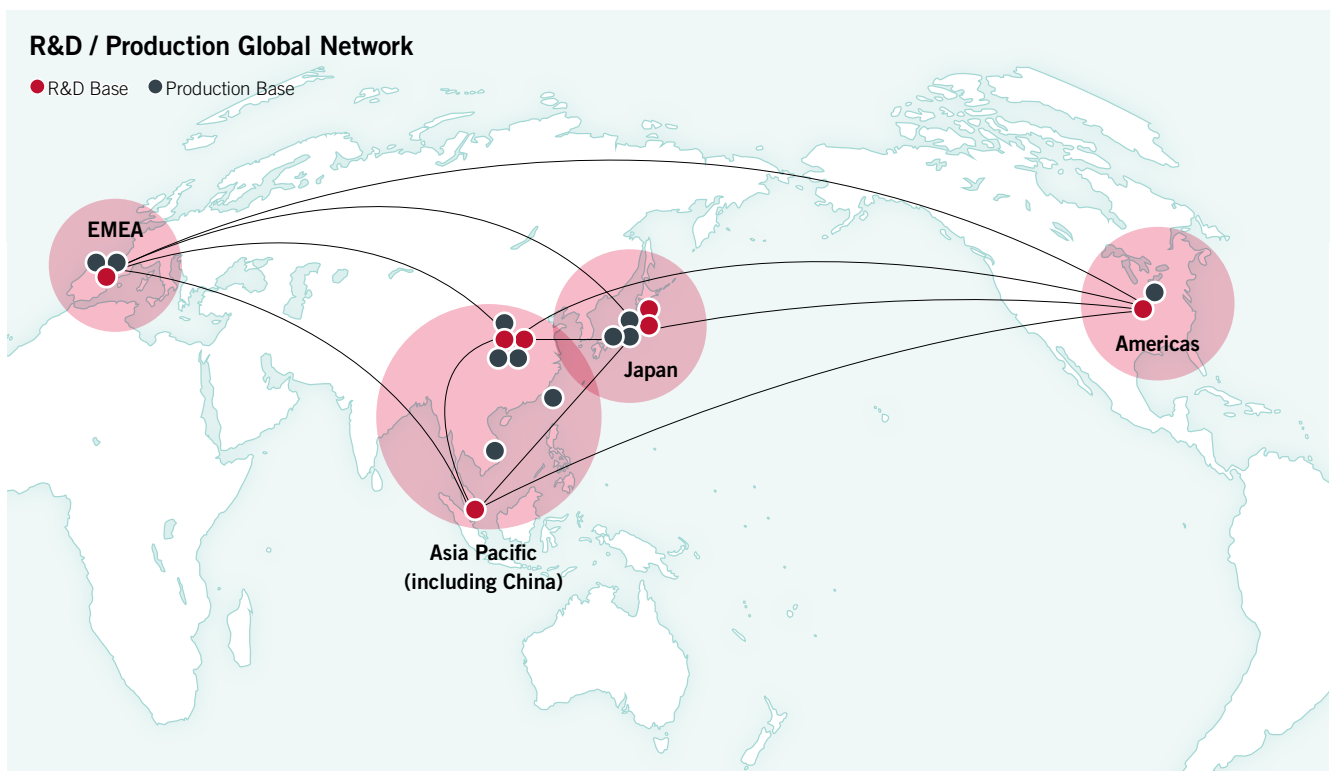 R&D / Production Global Network
R&D Base
Production Base
EMEA
Japan
Americas
Asia Pacific
(including China)